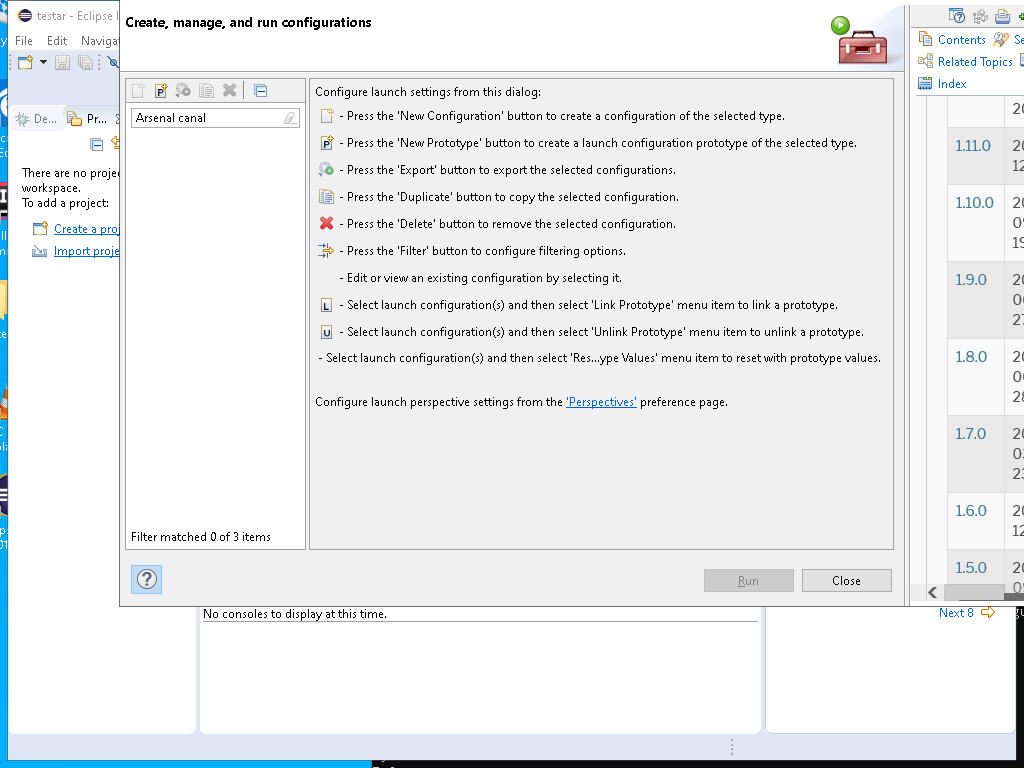 testar - Eclipse I
File Edit Naviga
De...
Pr...
There are no proje
workspace.
To add a project:
Create a proj
Import proje
Create, manage, and run configurations
Arsenal canal
Filter matched 0 of 3 items
Configure launch settings from this dialog:
- Press the 'New Configuration' button to create a configuration of the selected type.
- Press the 'New Prototype' button to create a launch configuration prototype of the selected type.
- Press the 'Export' button to export the selected configurations.
- Press the 'Duplicate' button to copy the selected configuration.
- Press the 'Delete' button to remove the selected configuration.
- Press the 'Filter' button to configure filtering options.
- Edit or view an existing configuration by selecting it.
- Select launch configuration(s) and then select 'Link Prototype' menu item to link a prototype.
- Select launch configuration(s) and then select 'Unlink Prototype' menu item to unlink a prototype.
- Select launch configuration(s) and then select 'Res...ype Values' menu item to reset with prototype values.
Configure launch perspective settings from the 'Perspectives' preference page.
Run
Close
No consoles to display at this time.
Contents
Se
Related Topics
Index
20
1.11.0 20
12
1.10.0 20
09
19
1.9.0 20
06
27
1.8.0 20
06
28
1.7.0 20
03
23
1.6.0 20
12
1.5.0 20
09
Next 8